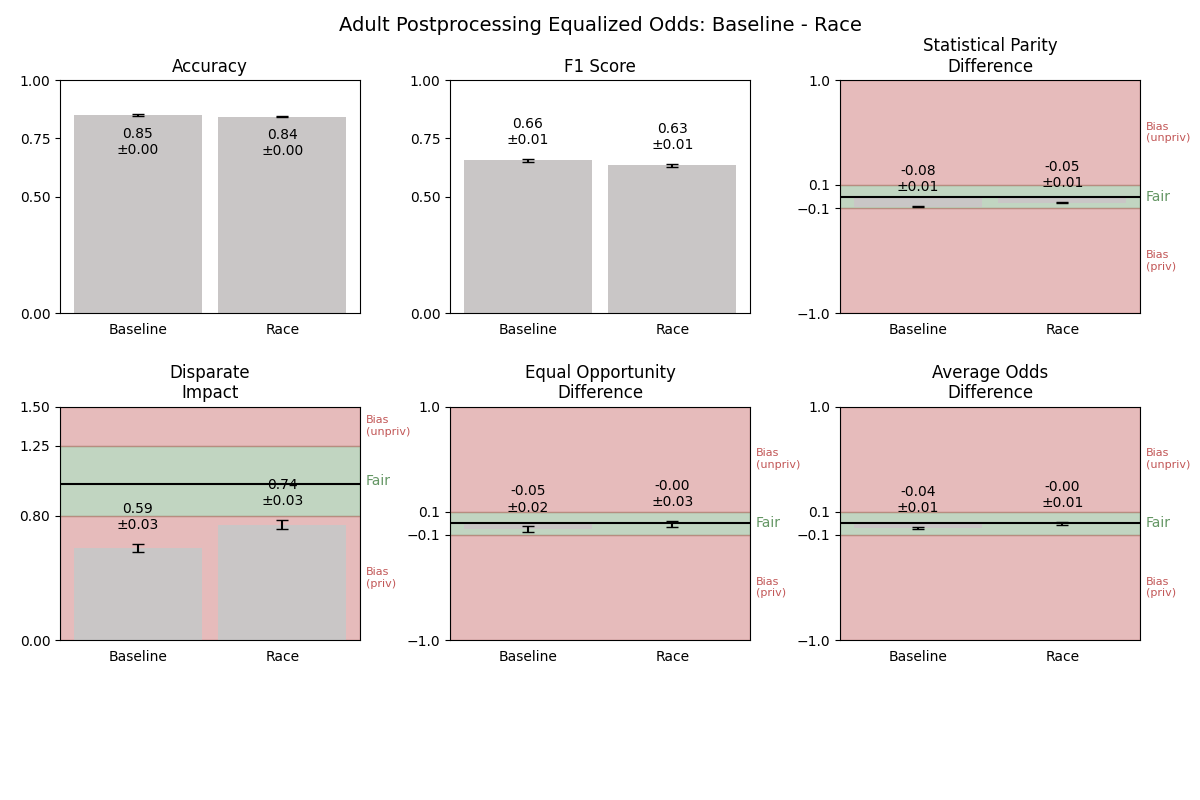 Adult Postprocessing Equalized Odds: Baseline - Race
Accuracy
1.00
0.75
0.50
0.00
0.85
±0.00
0.84
±0.00
Baseline
Race
F1 Score
1.00
0.75
0.50
0.00
0.66
±0.01
0.63
±0.01
Baseline
Race
Statistical Parity
Difference
1.0
0.1
−0.1
−1.0
-0.08
±0.01
-0.05
±0.01
Bias
(unpriv)
Fair
Bias
(priv)
Baseline
Race
Disparate
Impact
1.50
1.25
0.80
0.00
0.59
±0.03
0.74
±0.03
Bias
(unpriv)
Fair
Bias
(priv)
Baseline
Race
Equal Opportunity
Difference
1.0
0.1
−0.1
−1.0
-0.05
±0.02
-0.00
±0.03
Bias
(unpriv)
Fair
Bias
(priv)
Baseline
Race
Average Odds
Difference
1.0
0.1
−0.1
−1.0
-0.04
±0.01
-0.00
±0.01
Bias
(unpriv)
Fair
Bias
(priv)
Baseline
Race